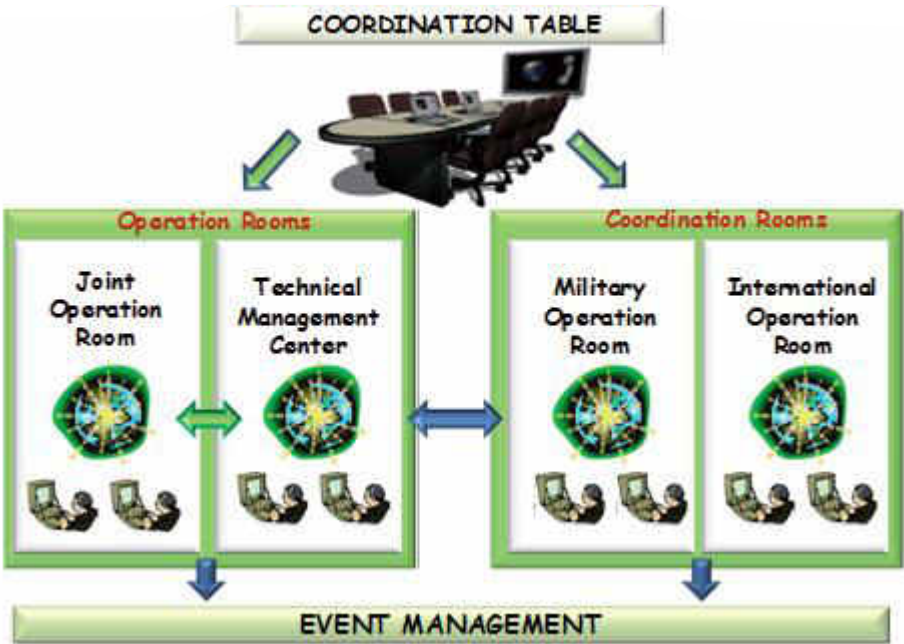 COORDINATION TABLE
Operation Rooms
Joint
Operation
Room
Technical
Management
Center
Coordination Rooms
Military
Operation
Room
International
Operation
Room
EVENT MANAGEMENT